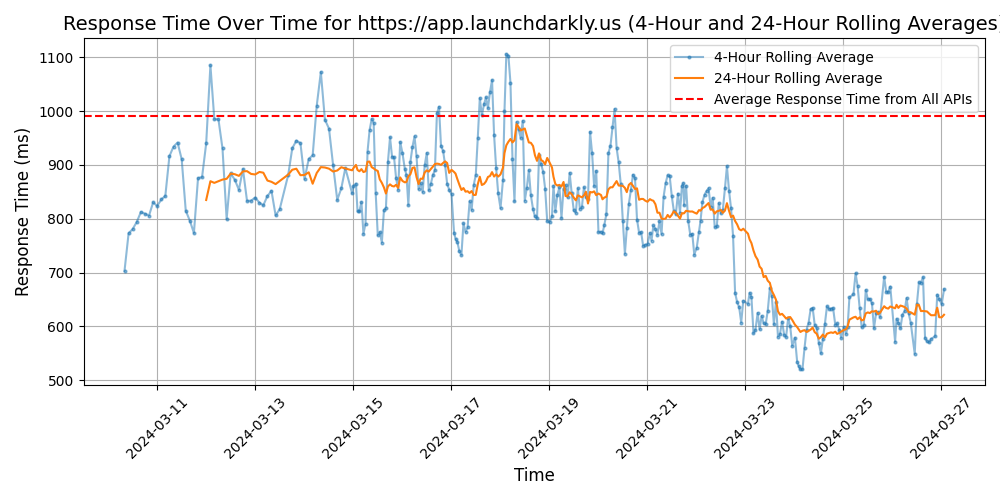 Response Time Over Time for https://app.launchdarkly.us (4-Hour and 24-Hour Rolling Averages)
4-Hour Rolling Average
24-Hour Rolling Average
Average Response Time from All APIs
Response Time (ms)
1100
1000
900
800
700
600
500
2024-03-11
2024-03-13
2024-03-15
2024-03-17
2024-03-19
2024-03-21
2024-03-23
2024-03-25
2024-03-27
Time